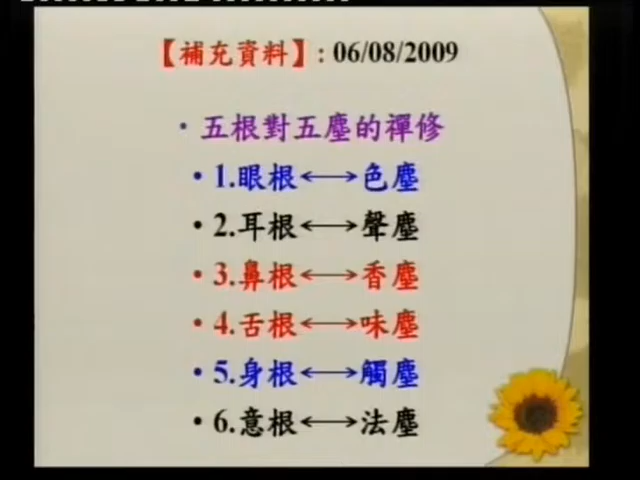 【補充資料】: 06/08/2009
• 五根對五塵的禪修
• 1.眼根←→色塵
• 2.耳根←→聲塵
• 3.鼻根←→香塵
• 4.舌根←→味塵
• 5.身根←→觸塵
• 6.意根←→法塵